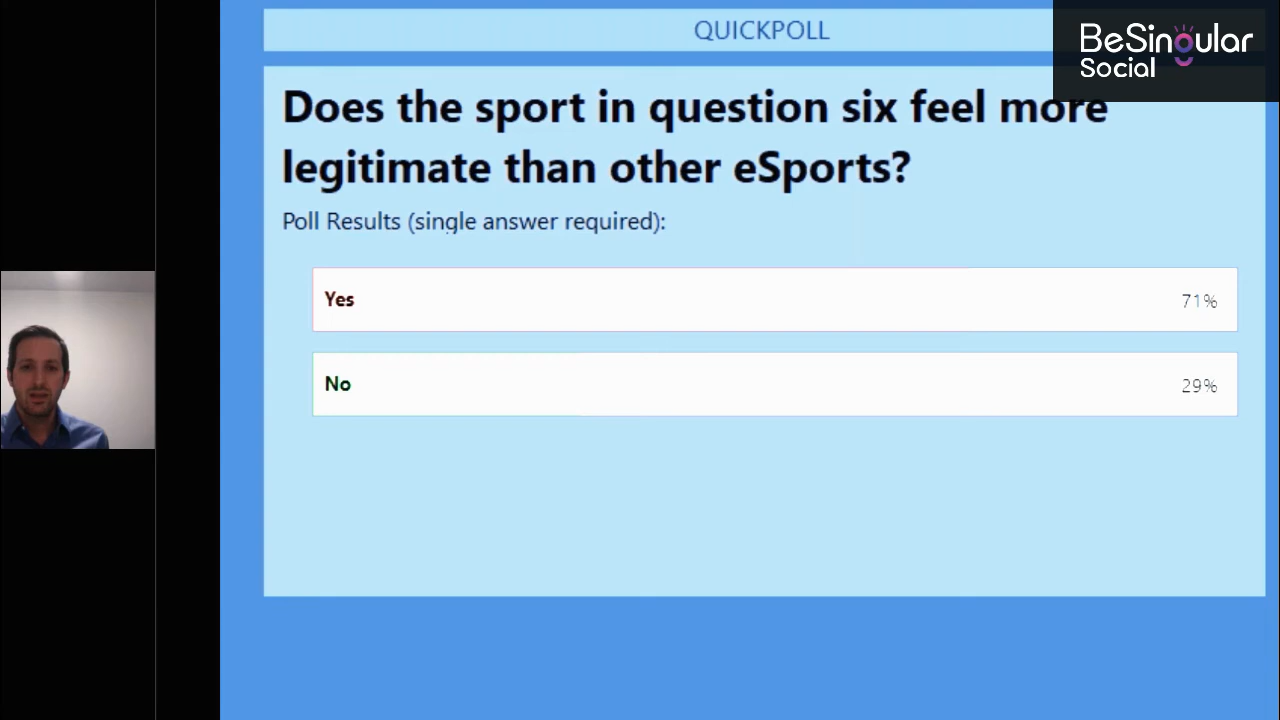 QUICKPOLL
BeSingular
Social
Does the sport in question six feel more
legitimate than other eSports?
Poll Results (single answer required):
Yes 71%
No 29%